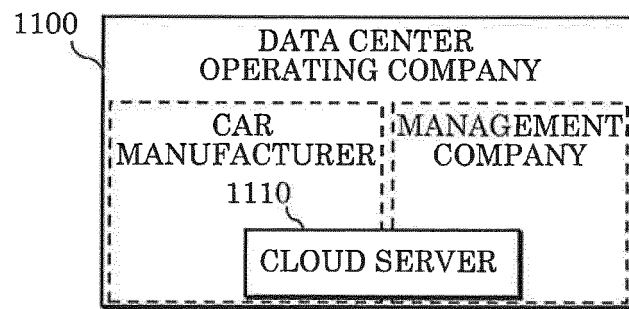 1100
DATA CENTER
OPERATING COMPANY
CAR
MANUFACTURER
MANAGEMENT
COMPANY
1110
CLOUD SERVER